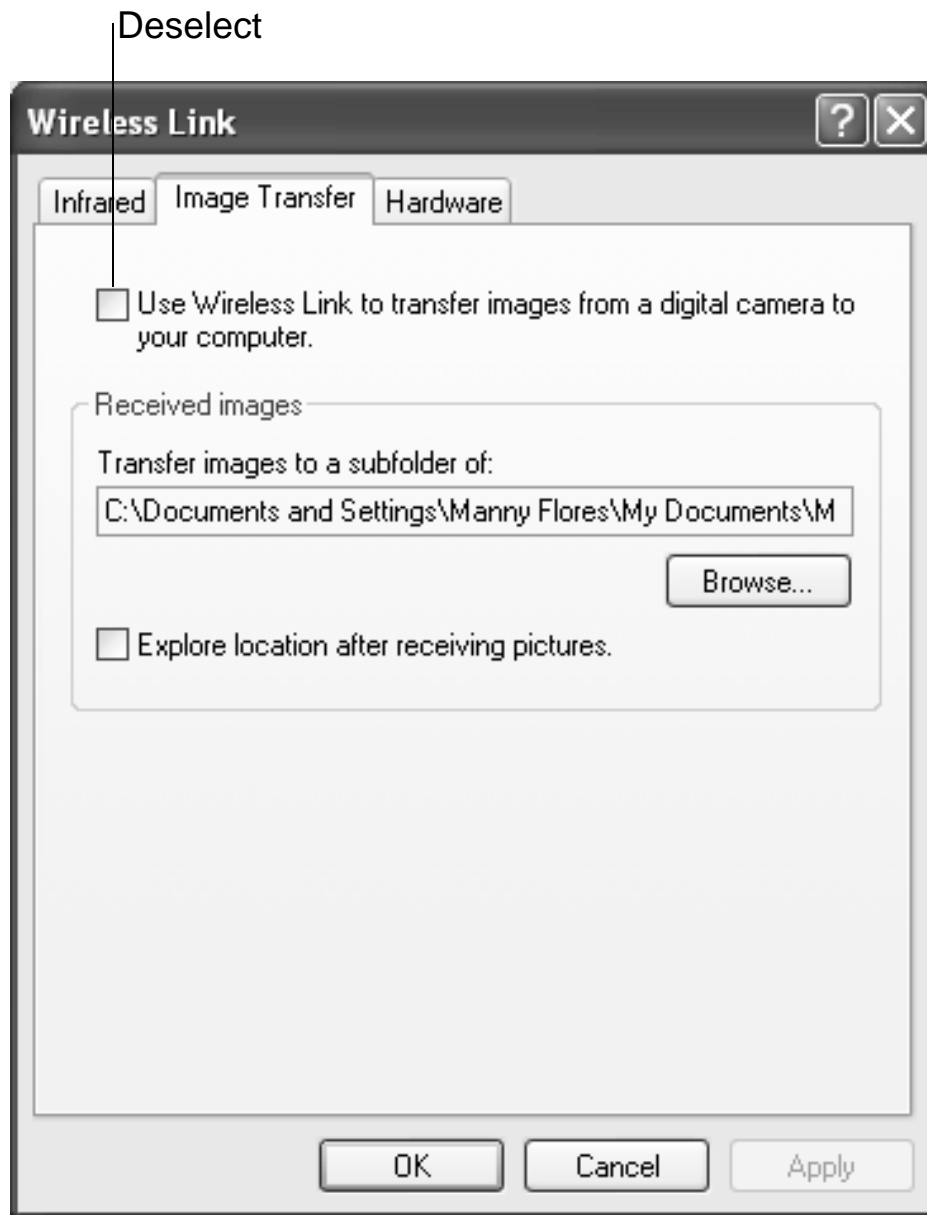 Deselect
Wireless Link
Infrared Image Transfer Hardware
Use Wireless Link to transfer images from a digital camera to
your computer.
Received images
Transfer images to a subfolder of:
C:\Documents and Settings\Manny Flores\My Documents\M
Browse...
Explore location after receiving pictures.
OK Cancel Apply